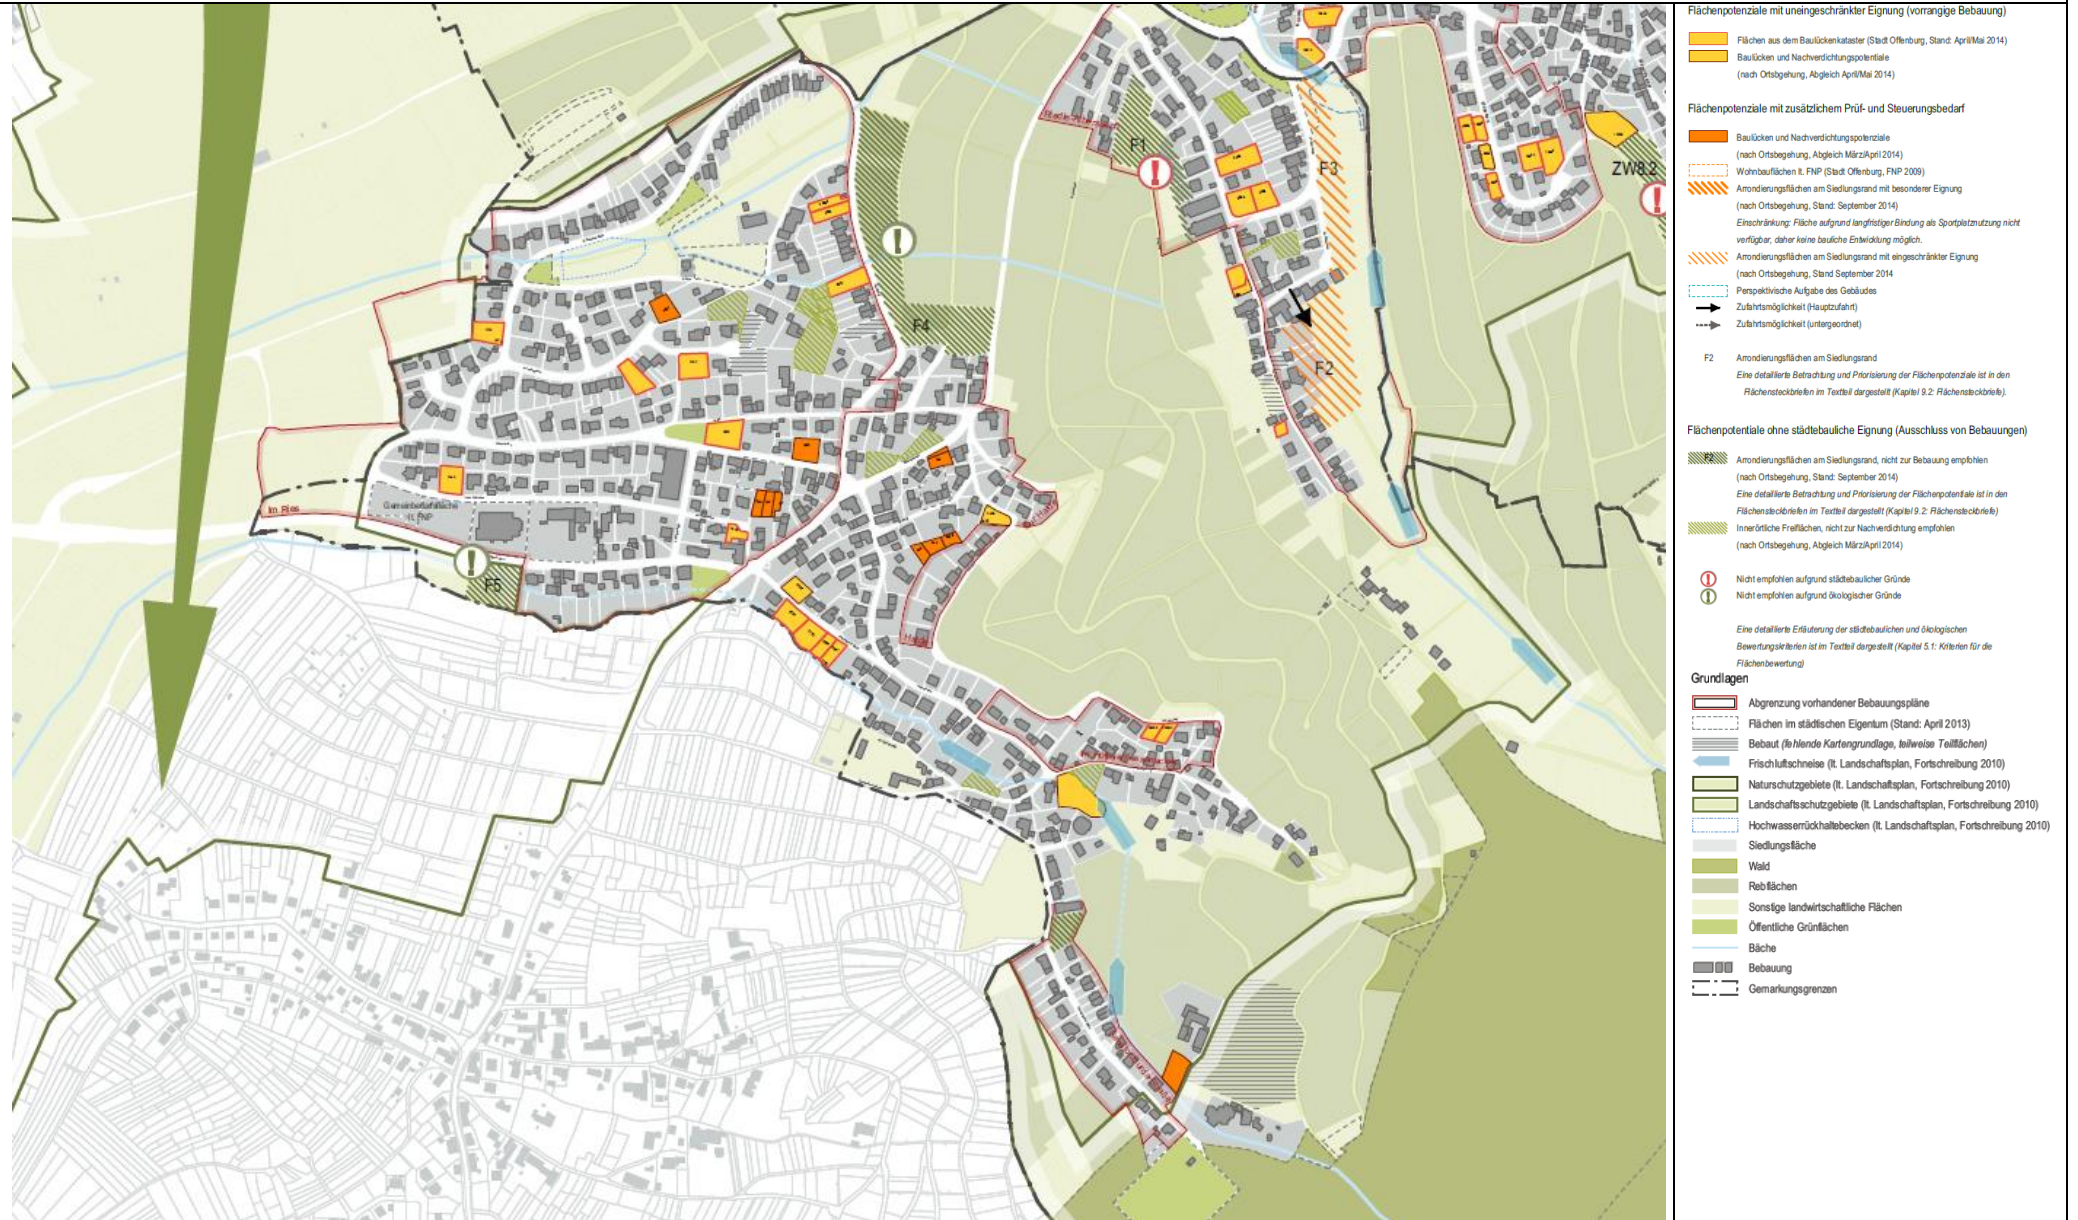 F1
F3
ZW8.2
F4
F2
Im Ries
Gemeinbedarfsfläche
lt. FNP
F5
Flächenpotenziale mit uneingeschränkter Eignung (vorrangige Bebauung)
Flächen aus dem Baulückenkataster (Stadt Offenburg, Stand: April/Mai 2014)
Baulücken und Nachverdichtungspotentiale
(nach Ortsbgehung, Abgleich April/Mai 2014)
Flächenpotenziale mit zusätzlichem Prüf- und Steuerungsbedarf
Baulücken und Nachverdichtungspotenziale
(nach Ortsbegehung, Abgleich März/April 2014)
Wohnbauflächen lt. FNP (Stadt Offenburg, FNP 2009)
Arrondierungsflächen am Siedlungsrand mit besonderer Eignung
(nach Ortsbegehung, Stand: September 2014)
Einschränkung: Fläche aufgrund langfristiger Bindung als Sportplatznutzung nicht
verfügbar, daher keine bauliche Entwicklung möglich.
Arrondierungsflächen am Siedlungsrand mit eingeschränkter Eignung
(nach Ortsbegehung, Stand September 2014
Perspektivische Aufgabe des Gebäudes
Zufahrtsmöglichkeit (Hauptzufahrt)
Zufahrtsmöglichkeit (untergeordnet)
F2 Arrondierungsflächen am Siedlungsrand
Eine detaillierte Betrachtung und Priorisierung der Flächenpotenziale ist in den
Flächensteckbriefen im Textteil dargestellt (Kapitel 9.2: Flächensteckbriefe).
Flächenpotentiale ohne städtebauliche Eignung (Ausschluss von Bebauungen)
F2 Arrondierungsflächen am Siedlungsrand, nicht zur Bebauung empfohlen
(nach Ortsbegehung, Stand: September 2014)
Eine detaillierte Betrachtung und Priorisierung der Flächenpotentiale ist in den
Flächensteckbriefen im Textteil dargestellt (Kapitel 9.2: Flächensteckbriefe)
Innerörtliche Freiflächen, nicht zur Nachverdichtung empfohlen
(nach Ortsbegehung, Abgleich März/April 2014)
Nicht empfohlen aufgrund städtebaulicher Gründe
Nicht empfohlen aufgrund ökologischer Gründe
Eine detaillierte Erläuterung der städtebaulichen und ökologischen
Bewertungskriterien ist im Textteil dargestellt (Kapitel 5.1: Kriterien für die
Flächenbewertung)
Grundlagen
Abgrenzung vorhandener Bebauungspläne
Flächen im städtischen Eigentum (Stand: April 2013)
Bebaut (fehlende Kartengrundlage, teilweise Teilflächen)
Frischluftschneise (lt. Landschaftsplan, Fortschreibung 2010)
Naturschutzgebiete (lt. Landschaftsplan, Fortschreibung 2010)
Landschaftsschutzgebiete (lt. Landschaftsplan, Fortschreibung 2010)
Hochwasserrückhaltebecken (lt. Landschaftsplan, Fortschreibung 2010)
Siedlungsfläche
Wald
Rebflächen
Sonstige landwirtschaftliche Flächen
Öffentliche Grünflächen
Bäche
Bebauung
Gemarkungsgrenzen